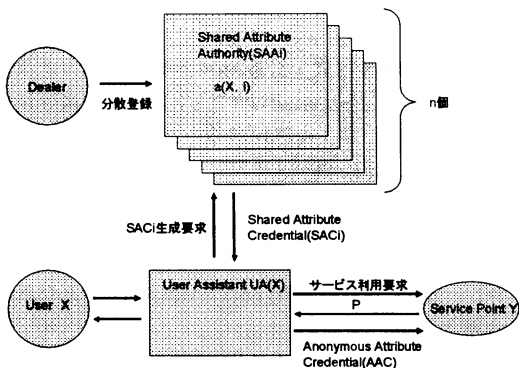 Shared Attribute
Authority(SAAi)
Dealer
a(X, i)
分散登録
n個
SACi生成要求
Shared Attribute
Credential(SACi)
User X
User Assistant UA(X)
サービス利用要求
P
Service Point Y
Anonymous Attribute
Credential(AAC)